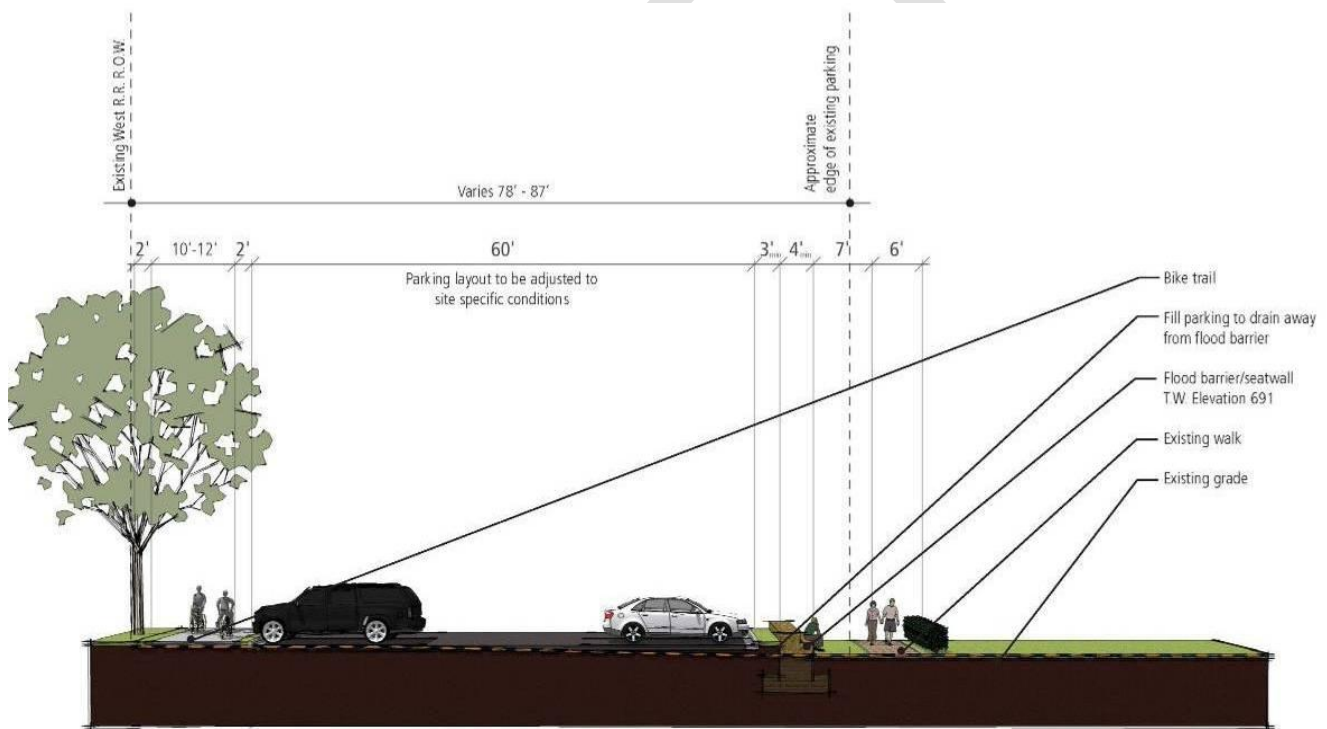 Existing West R.R. R.O.W.
Approximate
edge of existing parking
Varies 78' - 87'
2'
10'-12'
2'
60'
3'min
4'min
7'
6'
Parking layout to be adjusted to
site specific conditions
Bike trail
Fill parking to drain away
from flood barrier
Flood barrier/seatwall
T.W. Elevation 691
Existing walk
Existing grade